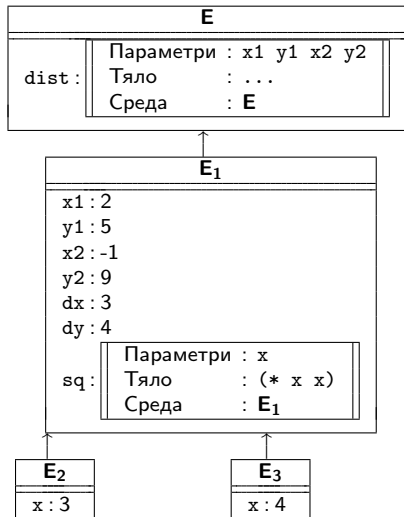 E
Параметри : x1 y1 x2 y2
dist :
Тяло : ...
Среда : E
E₁
x1 : 2
y1 : 5
x2 : -1
y2 : 9
dx : 3
dy : 4
Параметри : x
sq :
Тяло : (* x x)
Среда : E₁
E₂
x : 3
E₃
x : 4